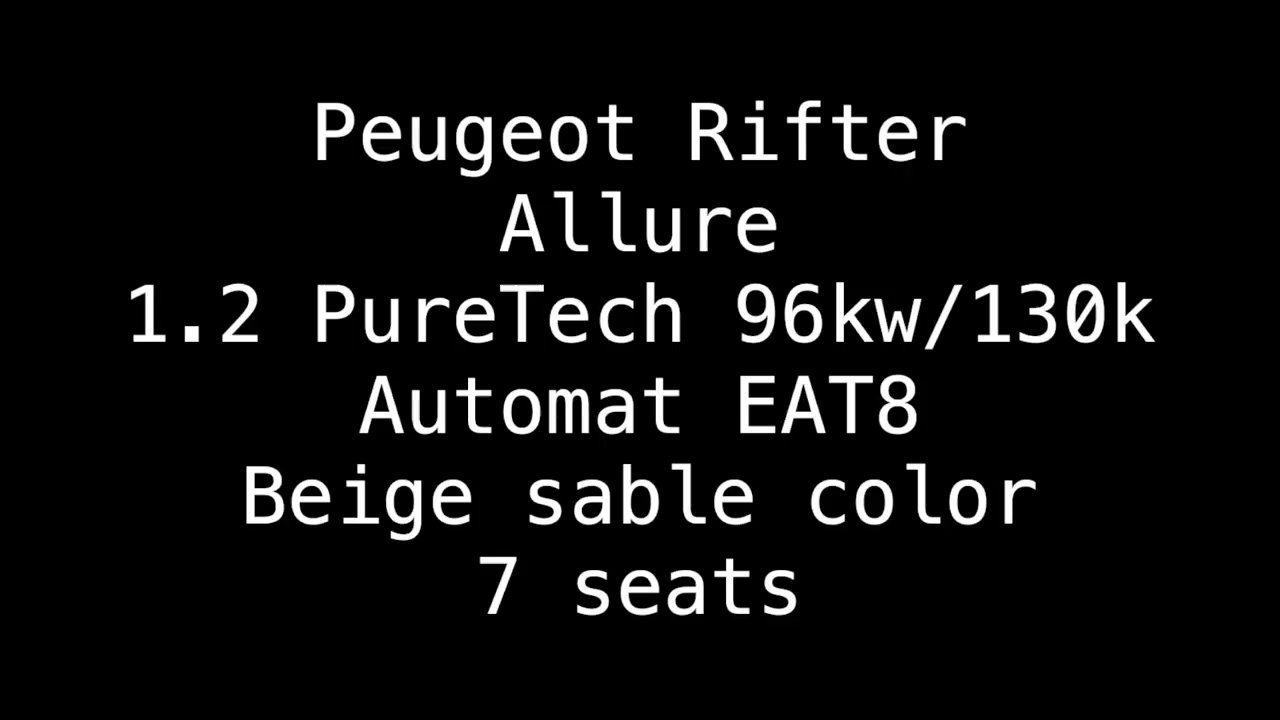 Peugeot Rifter
Allure
1.2 PureTech 96kw/130k
Automat EAT8
Beige sable color
7 seats